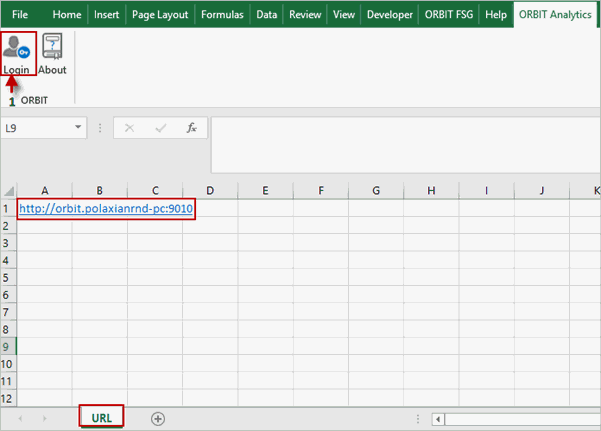 File Home Insert Page Layout Formulas Data Review View Developer ORBIT FSG Help ORBIT Analytics
Login About
1 ORBIT
L9 fx
A B C D E F G H I J K
1 http://orbit.polaxianrnd-pc:9010
2
3
4
5
6
7
8
9
10
11
12
URL